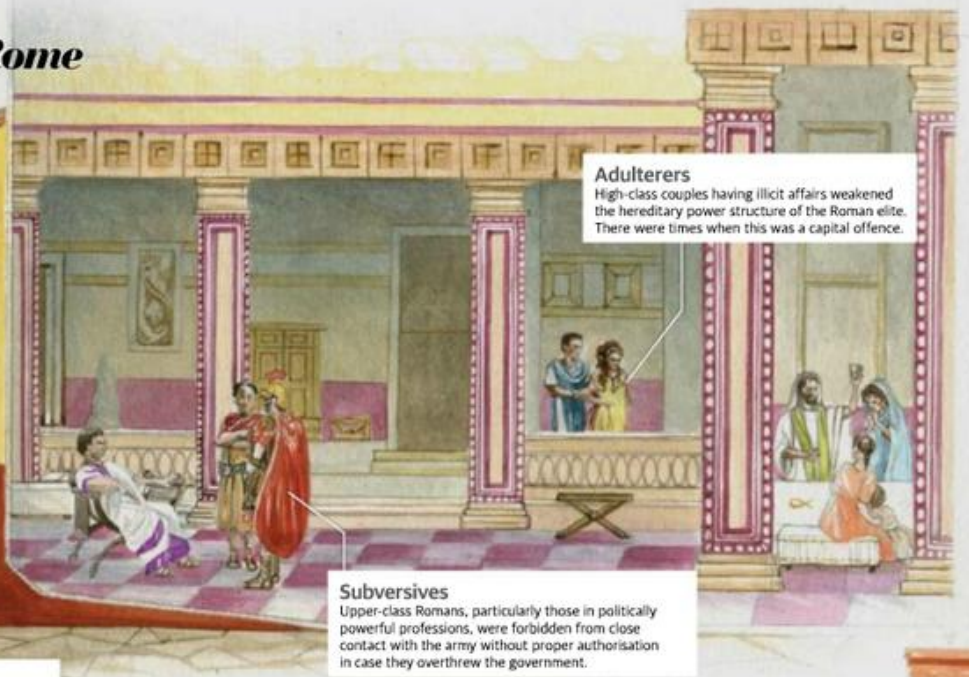 Adulterers
High-class couples having illicit affairs weakened
the hereditary power structure of the Roman elite.
There were times when this was a capital offence.
Subversives
Upper-class Romans, particularly those in politically
powerful professions, were forbidden from close
contact with the army without proper authorisation
in case they overthrew the government.